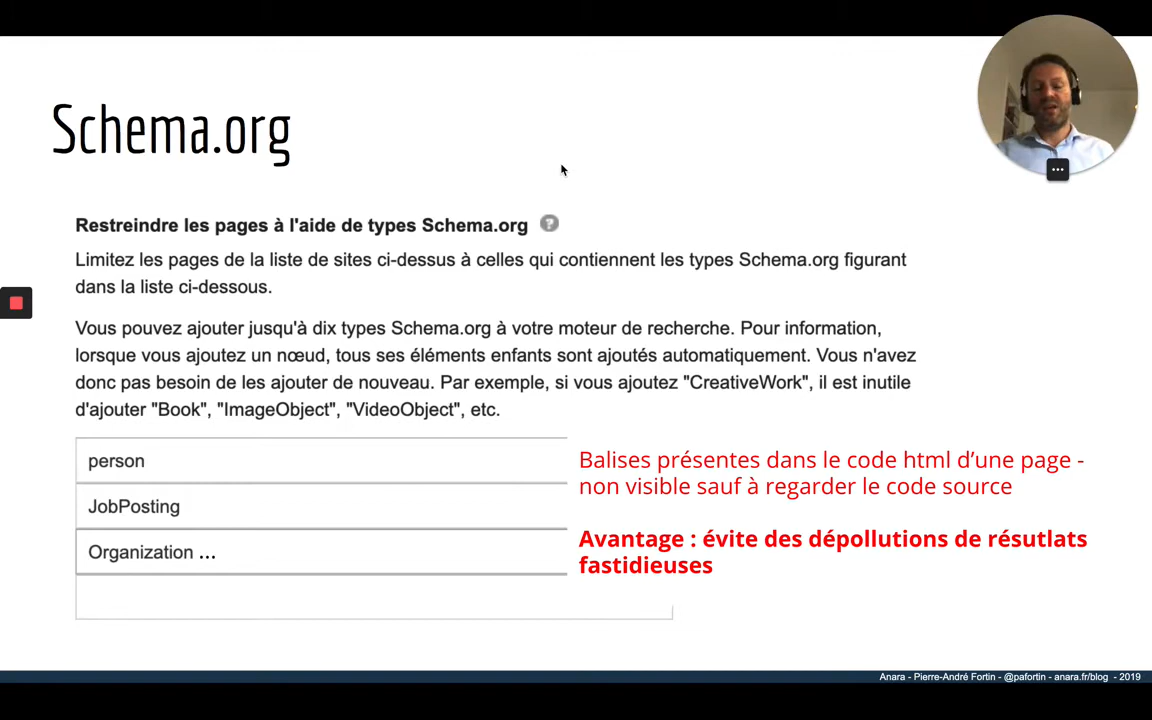 Schema.org
Restreindre les pages à l'aide de types Schema.org ?
Limitez les pages de la liste de sites ci-dessus à celles qui contiennent les types Schema.org figurant
dans la liste ci-dessous.
Vous pouvez ajouter jusqu'à dix types Schema.org à votre moteur de recherche. Pour information,
lorsque vous ajoutez un nœud, tous ses éléments enfants sont ajoutés automatiquement. Vous n'avez
donc pas besoin de les ajouter de nouveau. Par exemple, si vous ajoutez "CreativeWork", il est inutile
d'ajouter "Book", "ImageObject", "VideoObject", etc.
person
JobPosting
Organization ...
Balises présentes dans le code html d’une page -
non visible sauf à regarder le code source
Avantage : évite des dépollutions de résutlats
fastidieuses
Anara - Pierre-André Fortin - @pafortin - anara.fr/blog - 2019